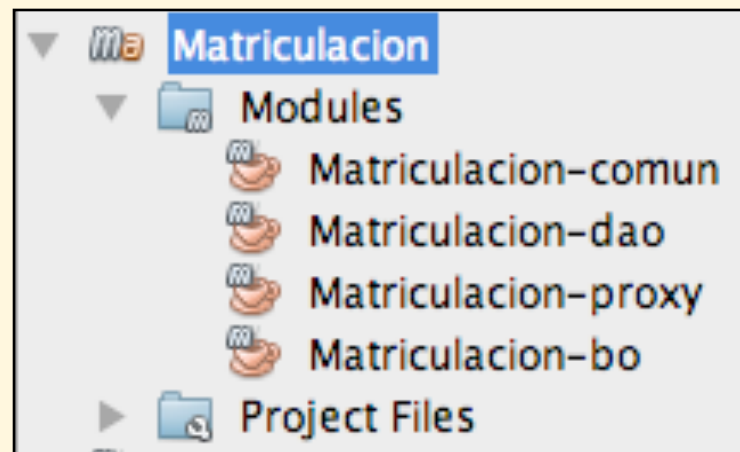 Matriculacion
Modules
Matriculacion-comun
Matriculacion-dao
Matriculacion-proxy
Matriculacion-bo
Project Files